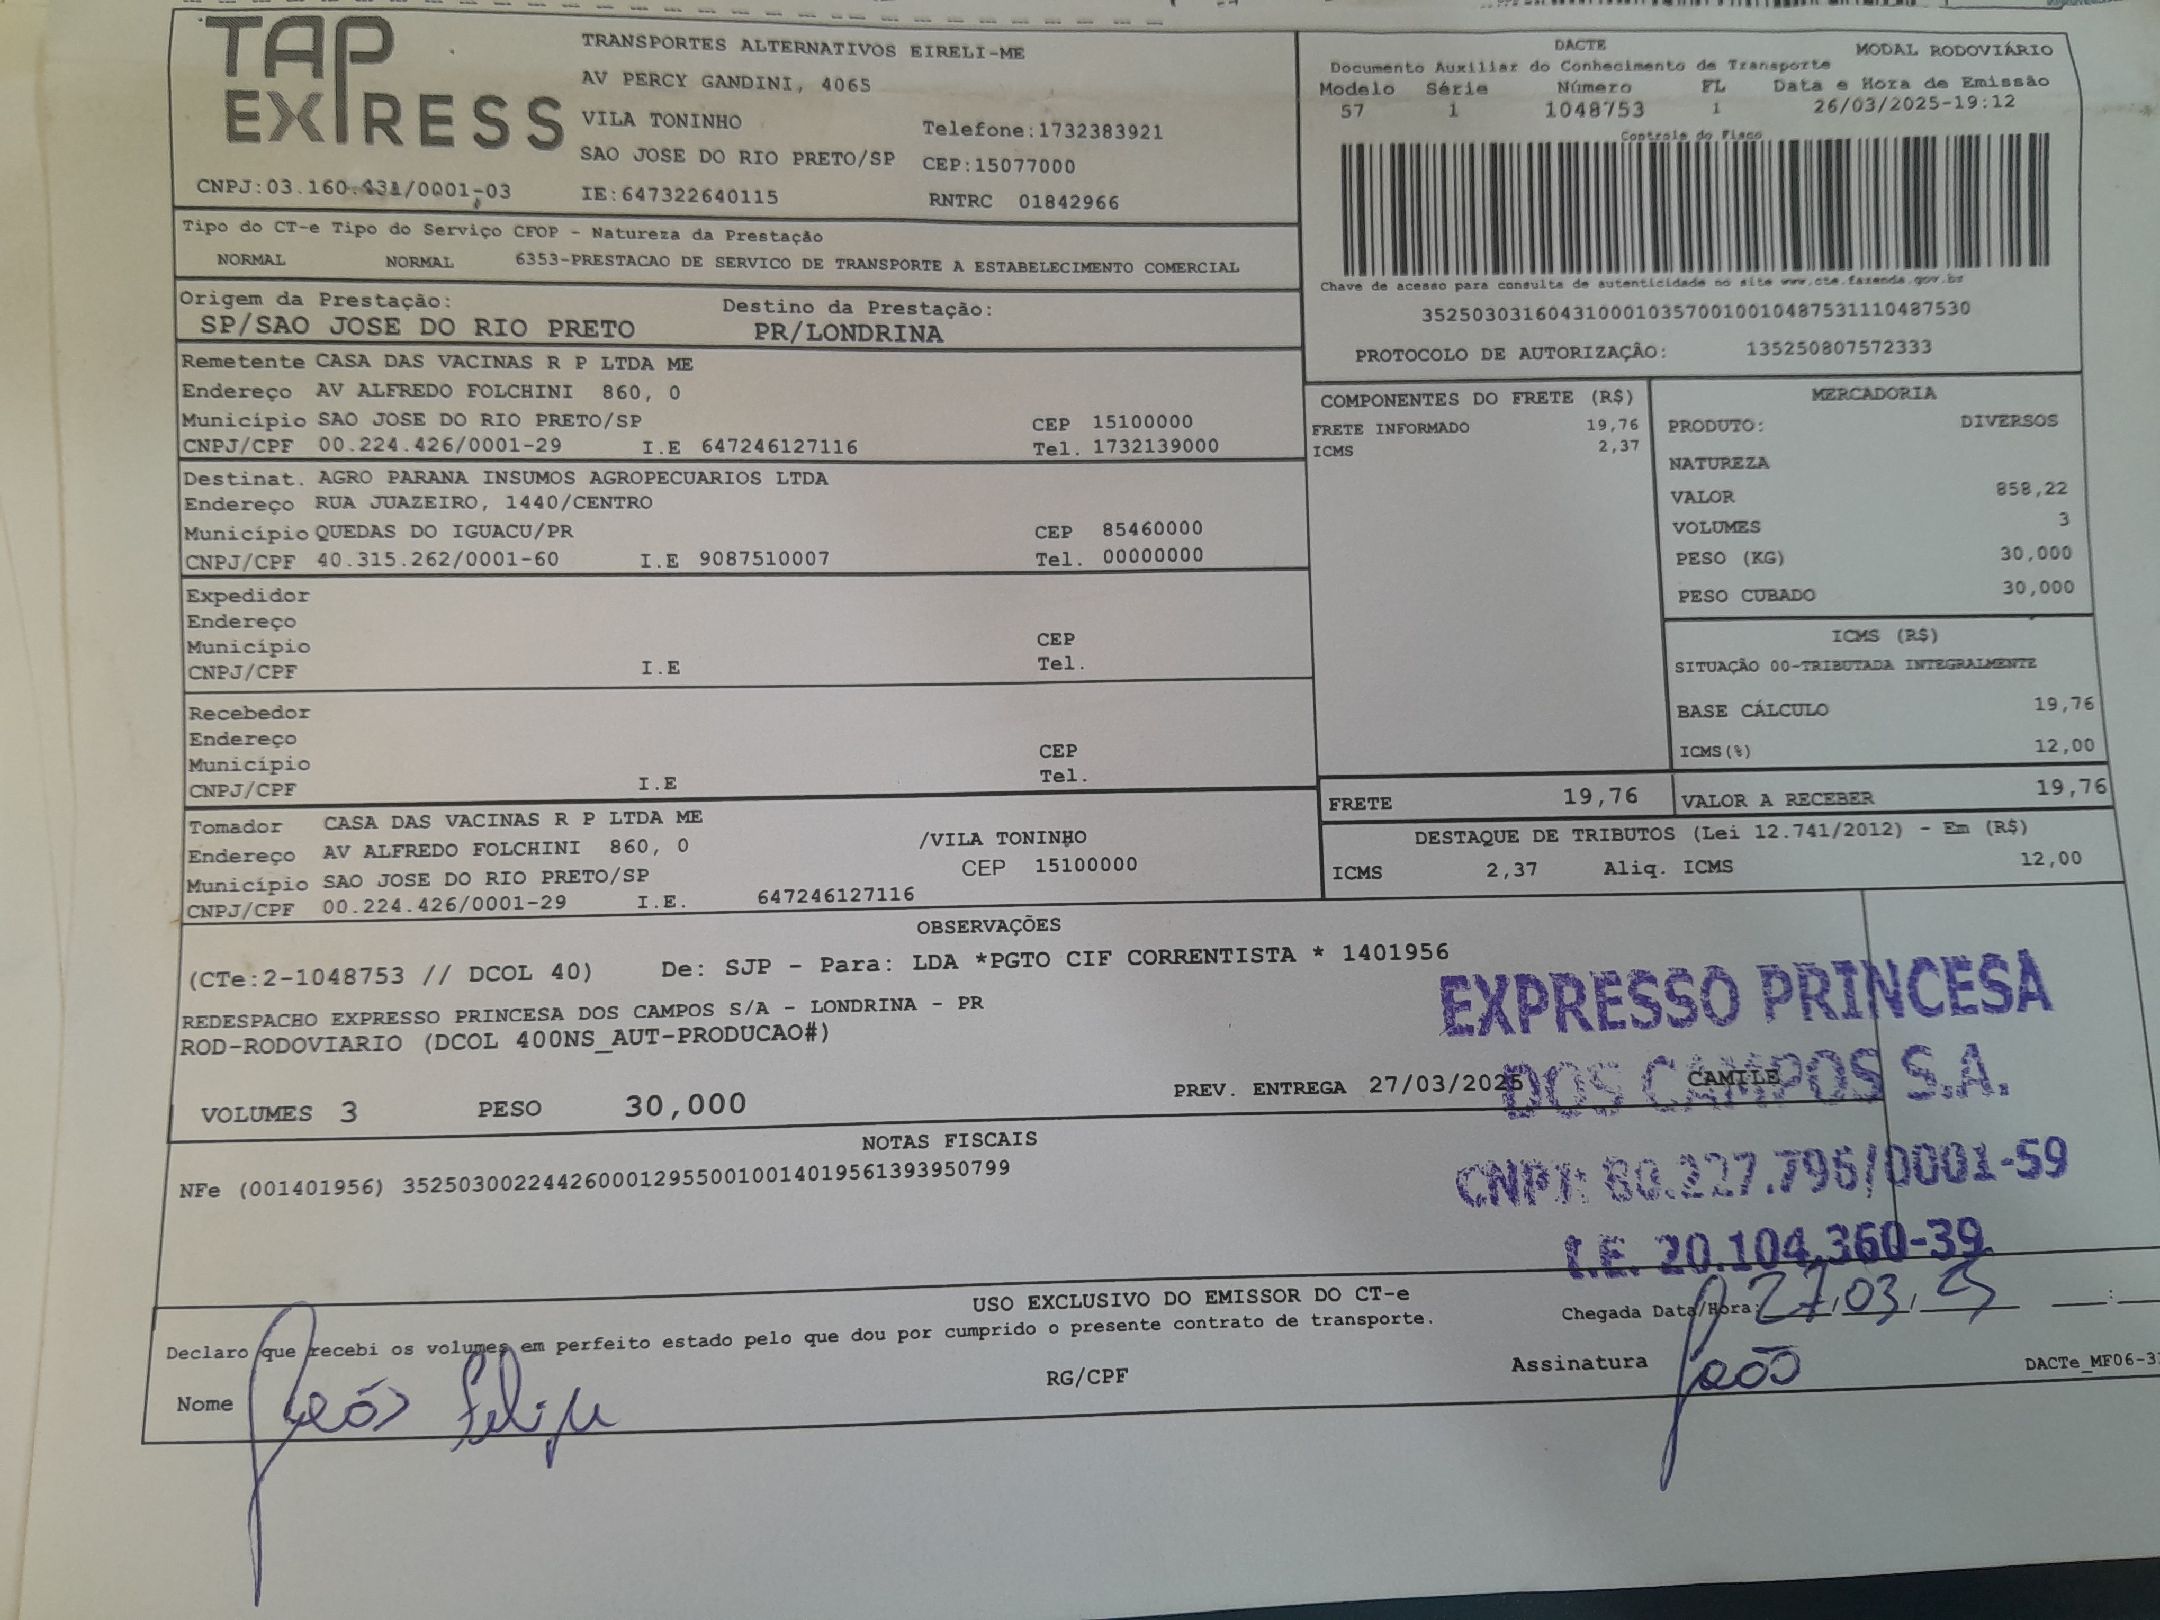 TAP EXPRESS
TRANSPORTES ALTERNATIVOS EIRELI-ME
AV PERCY GANDINI, 4065
VILA TONINHO
Telefone:1732383921
SAO JOSE DO RIO PRETO/SP CEP:15077000
CNPJ:03.160.431/0001-03 IE:647322640115 RNTRC 01842966
DACTE MODAL RODOVIÁRIO
Documento Auxiliar do Conhecimento de Transporte
Modelo Série Número FL Data e Hora de Emissão
57 1 1048753 1 26/03/2025-19:12
Controle do Fisco
Chave de acesso para consulta de autenticidade no site www.cte.fazenda.gov.br
35250303160431000103570010010487531110487530
PROTOCOLO DE AUTORIZAÇÃO: 135250807572333
Tipo do CT-e Tipo do Serviço CFOP - Natureza da Prestação
NORMAL NORMAL 6353-PRESTACAO DE SERVICO DE TRANSPORTE A ESTABELECIMENTO COMERCIAL
Origem da Prestação: Destino da Prestação:
SP/SAO JOSE DO RIO PRETO PR/LONDRINA
Remetente CASA DAS VACINAS R P LTDA ME
Endereço AV ALFREDO FOLCHINI 860, 0
Município SAO JOSE DO RIO PRETO/SP CEP 15100000
CNPJ/CPF 00.224.426/0001-29 I.E 647246127116 Tel. 1732139000
Destinat. AGRO PARANA INSUMOS AGROPECUARIOS LTDA
Endereço RUA JUAZEIRO, 1440/CENTRO
Município QUEDAS DO IGUACU/PR CEP 85460000
CNPJ/CPF 40.315.262/0001-60 I.E 9087510007 Tel. 00000000
Expedidor
Endereço
Município CEP
CNPJ/CPF I.E Tel.
Recebedor
Endereço
Município CEP
CNPJ/CPF I.E Tel.
Tomador CASA DAS VACINAS R P LTDA ME
Endereço AV ALFREDO FOLCHINI 860, 0 /VILA TONINHO
Município SAO JOSE DO RIO PRETO/SP CEP 15100000
CNPJ/CPF 00.224.426/0001-29 I.E. 647246127116
COMPONENTES DO FRETE (R$)
FRETE INFORMADO 19,76
ICMS 2,37
MERCADORIA
PRODUTO: DIVERSOS
NATUREZA
VALOR 858,22
VOLUMES 3
PESO (KG) 30,000
PESO CUBADO 30,000
ICMS (R$)
SITUAÇÃO 00-TRIBUTADA INTEGRALMENTE
BASE CÁLCULO 19,76
ICMS(%) 12,00
FRETE 19,76 VALOR A RECEBER 19,76
DESTAQUE DE TRIBUTOS (Lei 12.741/2012) - Em (R$)
ICMS 2,37 Aliq. ICMS 12,00
OBSERVAÇÕES
(CTe:2-1048753 // DCOL 40) De: SJP - Para: LDA *PGTO CIF CORRENTISTA * 1401956
REDESPACHO EXPRESSO PRINCESA DOS CAMPOS S/A - LONDRINA - PR
ROD-RODOVIARIO (DCOL 400NS_AUT-PRODUCAO#)
VOLUMES 3 PESO 30,000 PREV. ENTREGA 27/03/2025 CAMILE
EXPRESSO PRINCESA
DOS CAMPOS S.A.
CNPJ: 80.227.796/0001-59
I.E. 20.104.360-39
NOTAS FISCAIS
NFe (001401956) 35250300224426000129550010014019561393950799
USO EXCLUSIVO DO EMISSOR DO CT-e
Chegada Data/Hora: 27/03/25 __:__
Declaro que recebi os volumes em perfeito estado pelo que dou por cumprido o presente contrato de transporte.
Nome João Felipe RG/CPF Assinatura João
DACTe_MF06-